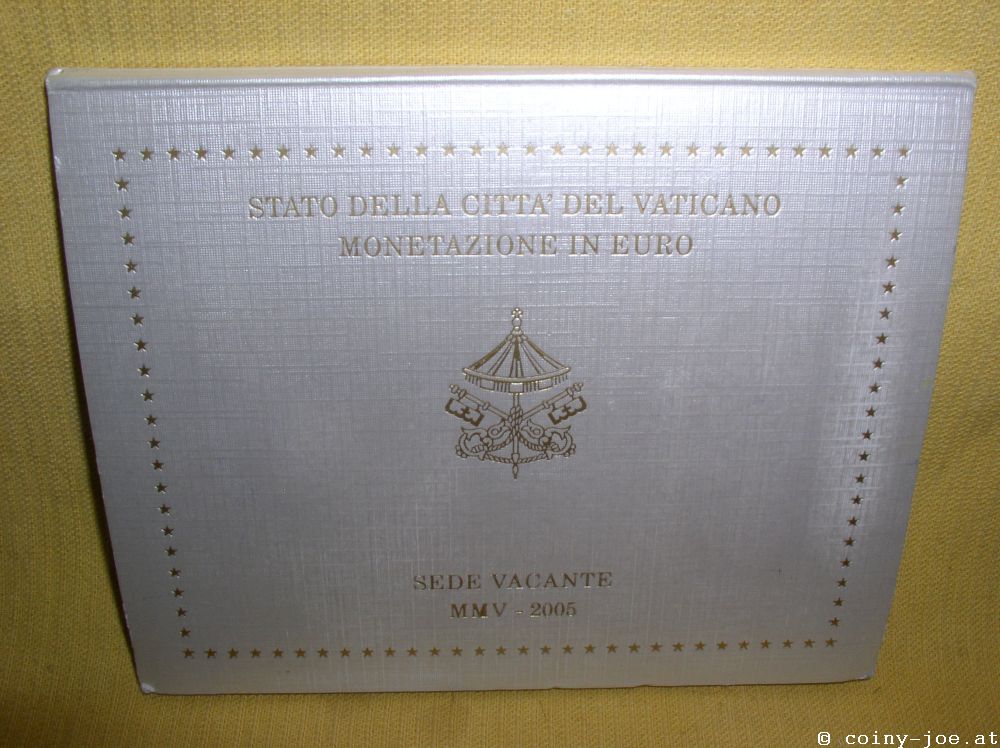 STATO DELLA CITTA' DEL VATICANO
MONETAZIONE IN EURO
SEDE VACANTE
MMV - 2005
© coiny-joe.at